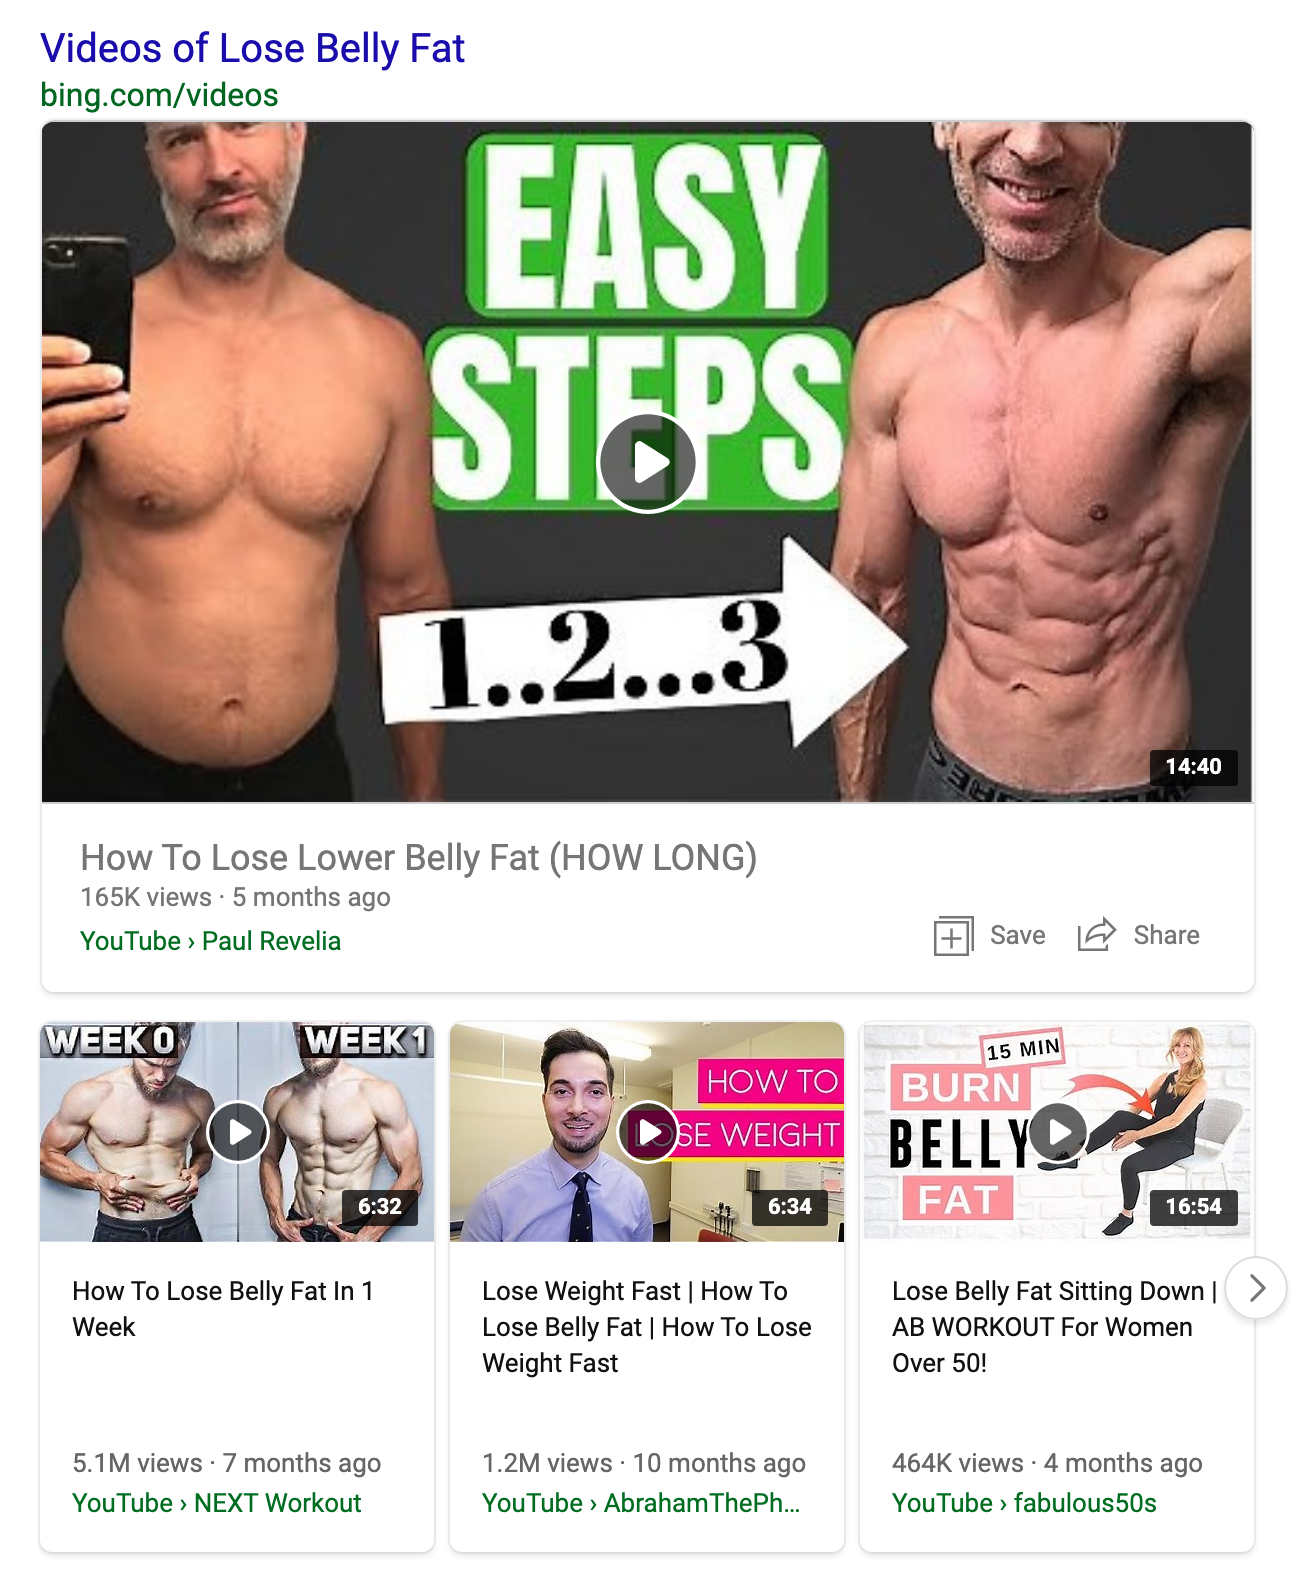 Videos of Lose Belly Fat
bing.com/videos
EASY
STEPS
1..2...3
14:40
How To Lose Lower Belly Fat (HOW LONG)
165K views · 5 months ago
YouTube › Paul Revelia
Save
Share
WEEK 0
WEEK 1
6:32
How To Lose Belly Fat In 1
Week
5.1M views · 7 months ago
YouTube › NEXT Workout
HOW TO
LOSE WEIGHT
6:34
Lose Weight Fast | How To
Lose Belly Fat | How To Lose
Weight Fast
1.2M views · 10 months ago
YouTube › AbrahamThePh...
15 MIN
BURN
BELLY
FAT
16:54
Lose Belly Fat Sitting Down |
AB WORKOUT For Women
Over 50!
464K views · 4 months ago
YouTube › fabulous50s